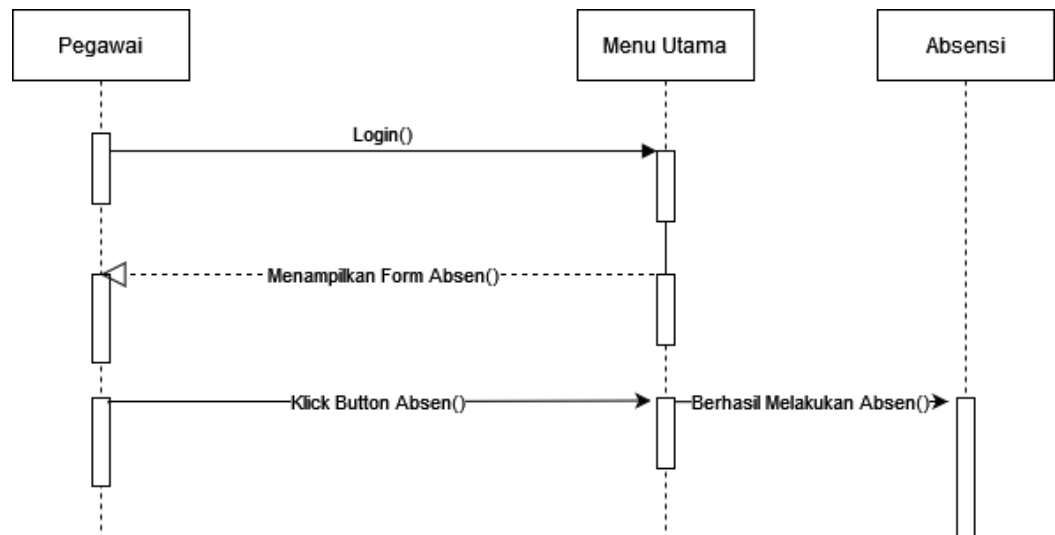 Pegawai
Menu Utama
Absensi
Login()
Menampilkan Form Absen()
Klick Button Absen()
Berhasil Melakukan Absen()